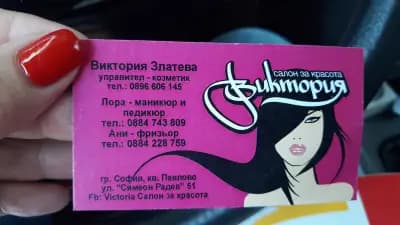 Виктория Златева
управител - козметик
тел.: 0896 606 145
Лора - маникюр и
педикюр
тел.: 0884 743 809
Ани - фризьор
тел.: 0884 228 759
гр. София, кв. Павлово
ул. "Симеон Радев" 51
Fb: Victoria Салон за красота
салон за красота
Виктория